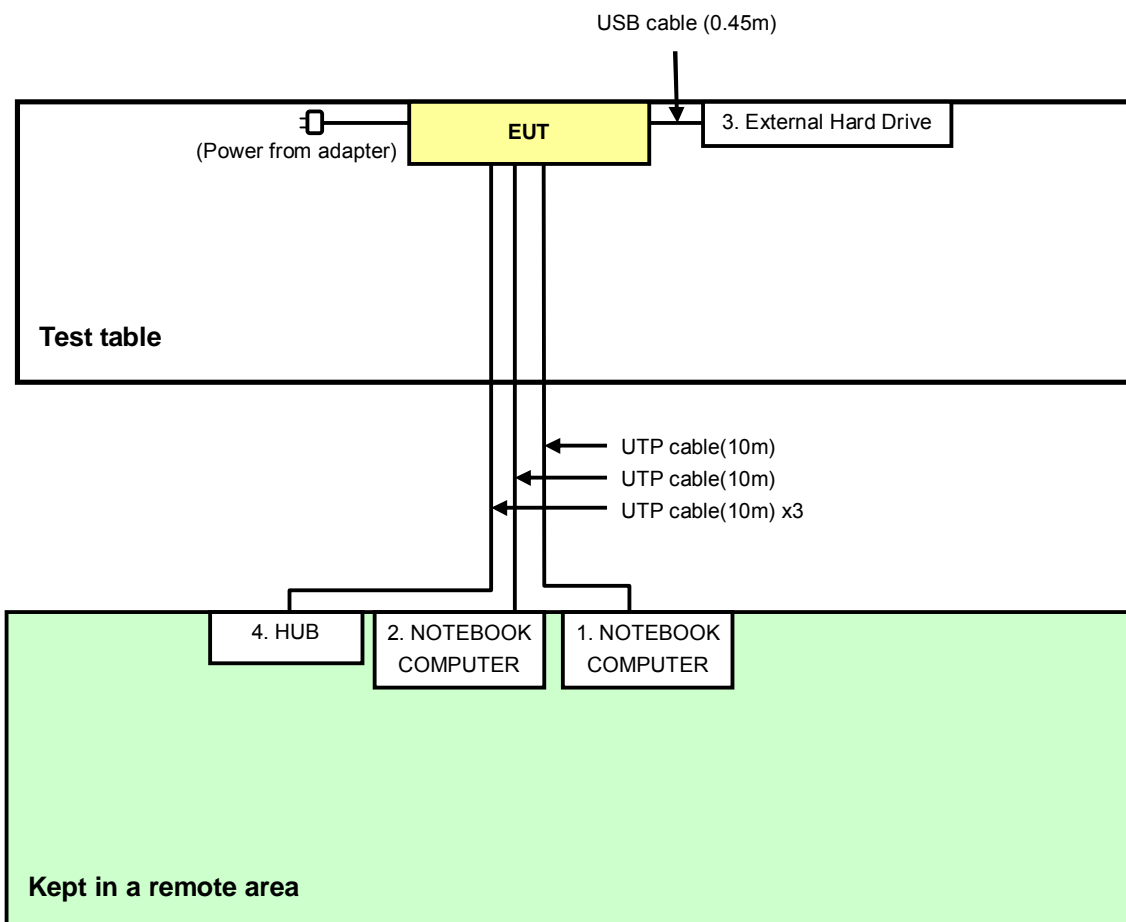 USB cable (0.45m)
EUT
3. External Hard Drive
(Power from adapter)
Test table
UTP cable(10m)
UTP cable(10m)
UTP cable(10m) x3
4. HUB
2. NOTEBOOK
COMPUTER
1. NOTEBOOK
COMPUTER
Kept in a remote area